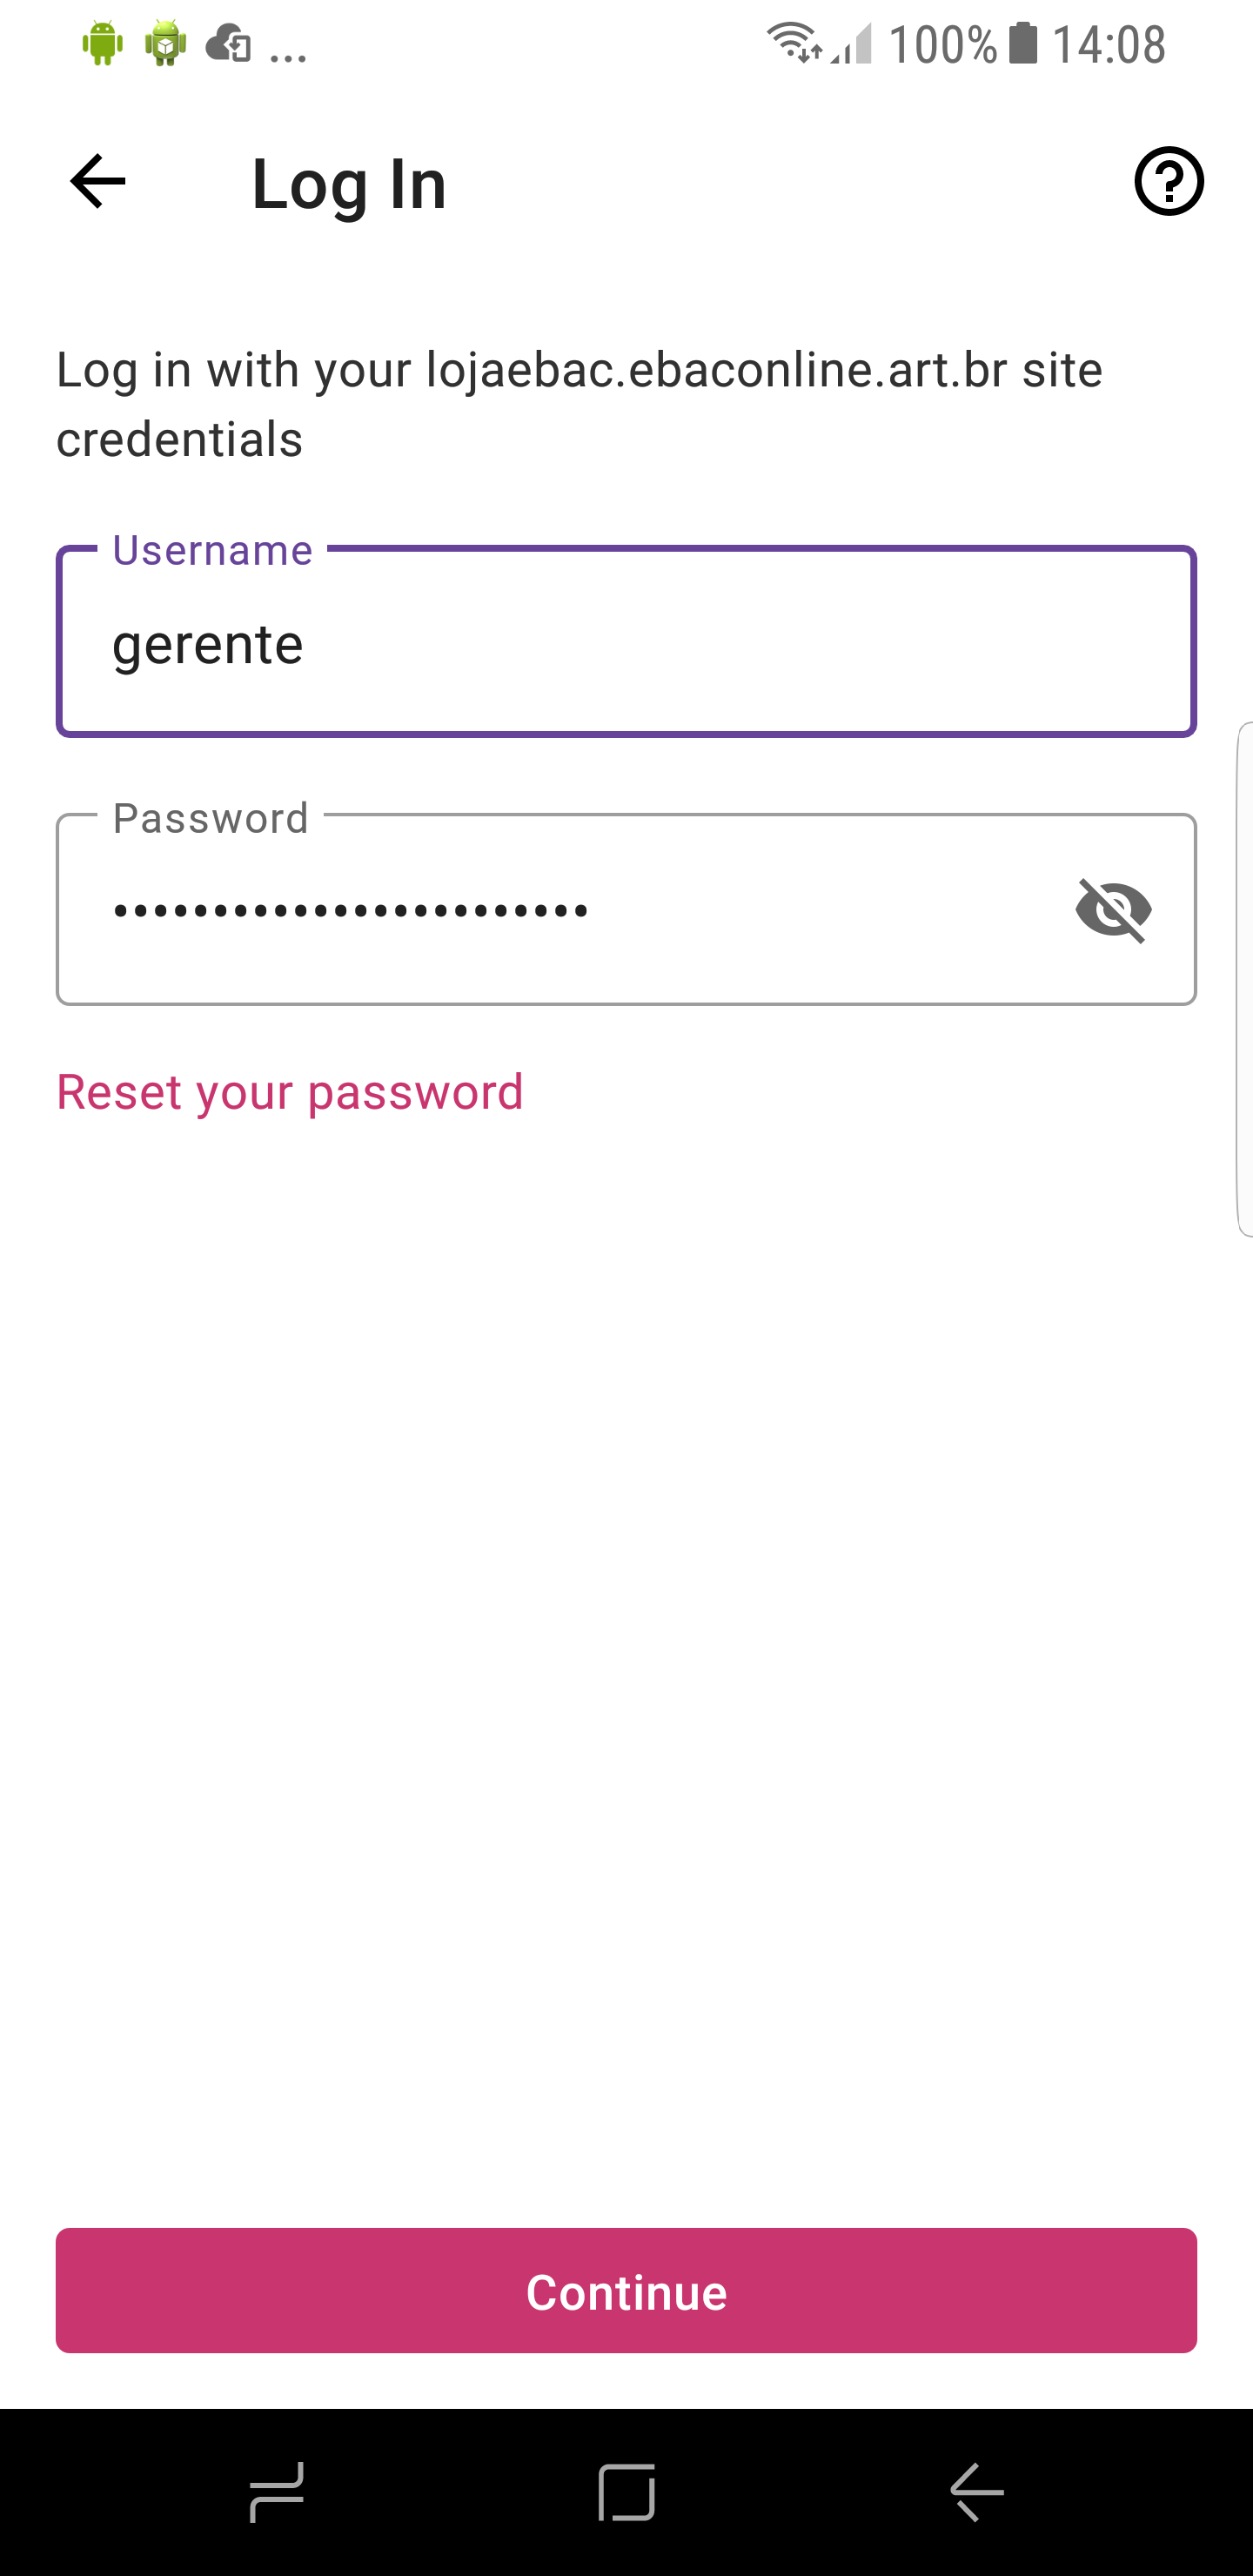 ... 100% 14:08
Log In
Log in with your lojaebac.ebaconline.art.br site
credentials
Username
gerente
Password
••••••••••••••••••••••••
Reset your password
Continue